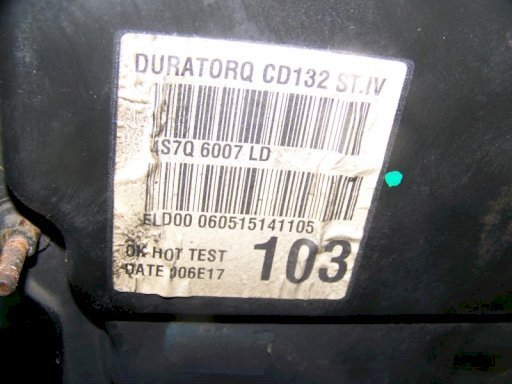 DURATORQ CD132 ST.IV
4S7Q 6007 LD
ELD00 060515141105
OK HOT TEST 103
DATE 006E17